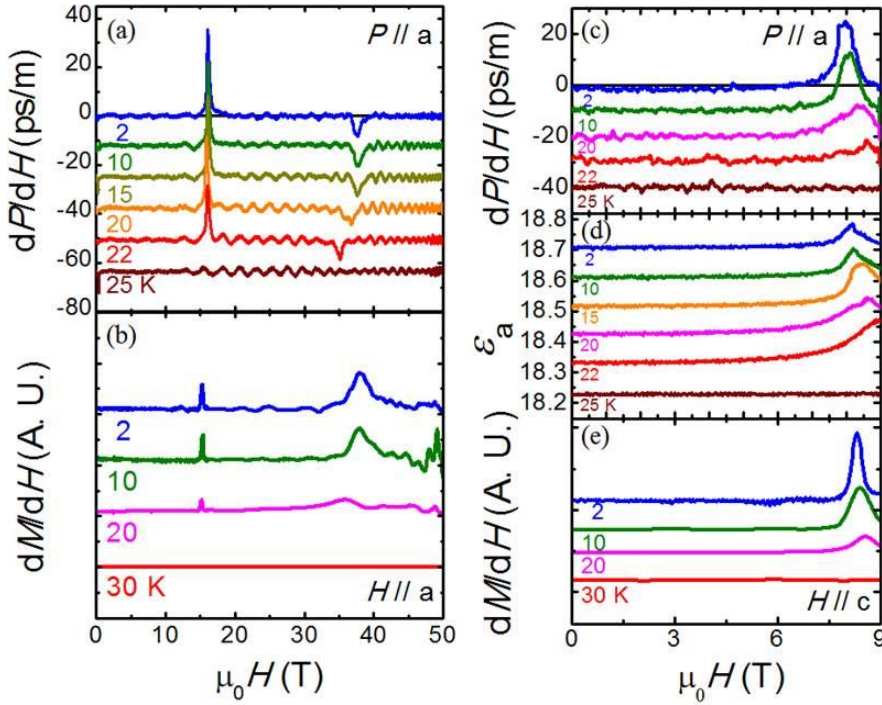 (a)
P // a
40
20
0
-20
-40
-60
-80
dP/dH (ps/m)
2
10
15
20
22
25 K
(b)
dM/dH (A. U.)
2
10
20
30 K
H // a
0 10 20 30 40 50
μ₀H (T)
(c)
P // a
20
0
-20
-40
dP/dH (ps/m)
2
10
20
22
25 K
(d)
18.8
18.7
18.6
18.5
18.4
18.3
18.2
εa
2
10
15
20
22
25 K
(e)
dM/dH (A. U.)
2
10
20
30 K
H // c
0 3 6 9
μ₀H (T)